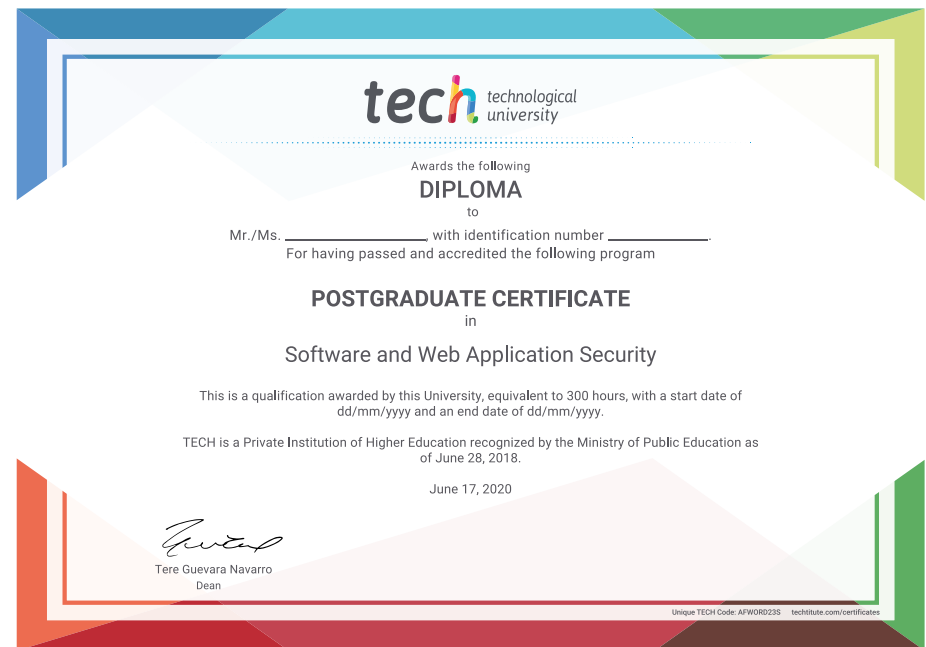 tech technological
university
Awards the following
DIPLOMA
to
Mr./Ms. ____________, with identification number ____________.
For having passed and accredited the following program
POSTGRADUATE CERTIFICATE
in
Software and Web Application Security
This is a qualification awarded by this University, equivalent to 300 hours, with a start date of
dd/mm/yyyy and an end date of dd/mm/yyyy.
TECH is a Private Institution of Higher Education recognized by the Ministry of Public Education as
of June 28, 2018.
June 17, 2020
Tere Guevara Navarro
Dean
Unique TECH Code: AFWORD23S techtitute.com/certificates